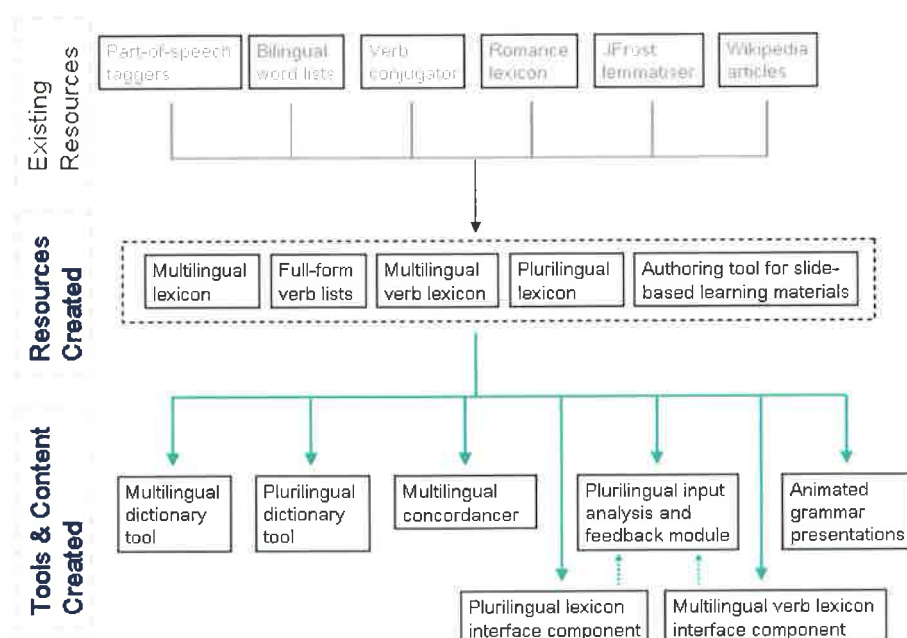 Existing
Resources
Part-of-speech
taggers
Bilingual
word lists
Verb
conjugator
Romance
lexicon
JFrost
lemmatiser
Wikipedia
articles
Resources
Created
Multilingual
lexicon
Full-form
verb lists
Multilingual
verb lexicon
Plurilingual
lexicon
Authoring tool for slide-
based learning materials
Tools & Content
Created
Multilingual
dictionary
tool
Plurilingual
dictionary
tool
Multilingual
concordancer
Plurilingual input
analysis and
feedback module
Animated
grammar
presentations
Plurilingual lexicon
interface component
Multilingual verb lexicon
interface component